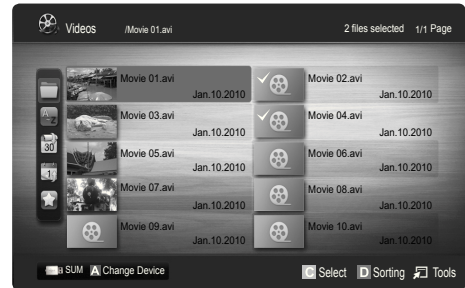 Videos /Movie 01.avi 2 files selected 1/1 Page
Movie 01.avi Movie 02.avi
Jan.10.2010 Jan.10.2010
Movie 03.avi Movie 04.avi
Jan.10.2010 Jan.10.2010
Movie 05.avi Movie 06.avi
Jan.10.2010 Jan.10.2010
Movie 07.avi Movie 08.avi
Jan.10.2010 Jan.10.2010
Movie 09.avi Movie 10.avi
Jan.10.2010 Jan.10.2010
A
30
1
SUM A Change Device C Select D Sorting Tools